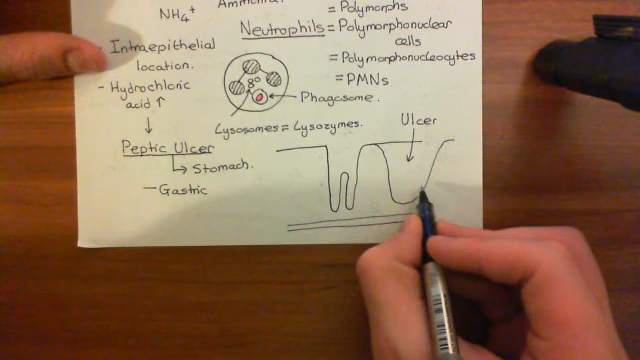 NH4+
- Intraepithelial
location.
- Hydrochloric
acid ↑
Peptic Ulcer
→ Stomach.
- Gastric
= Polymorphs
Neutrophils = Polymorphonuclear
cells
= Polymorphonucleocytes
= PMNs
Phagosome.
Lysosomes = Lysozymes.
Ulcer